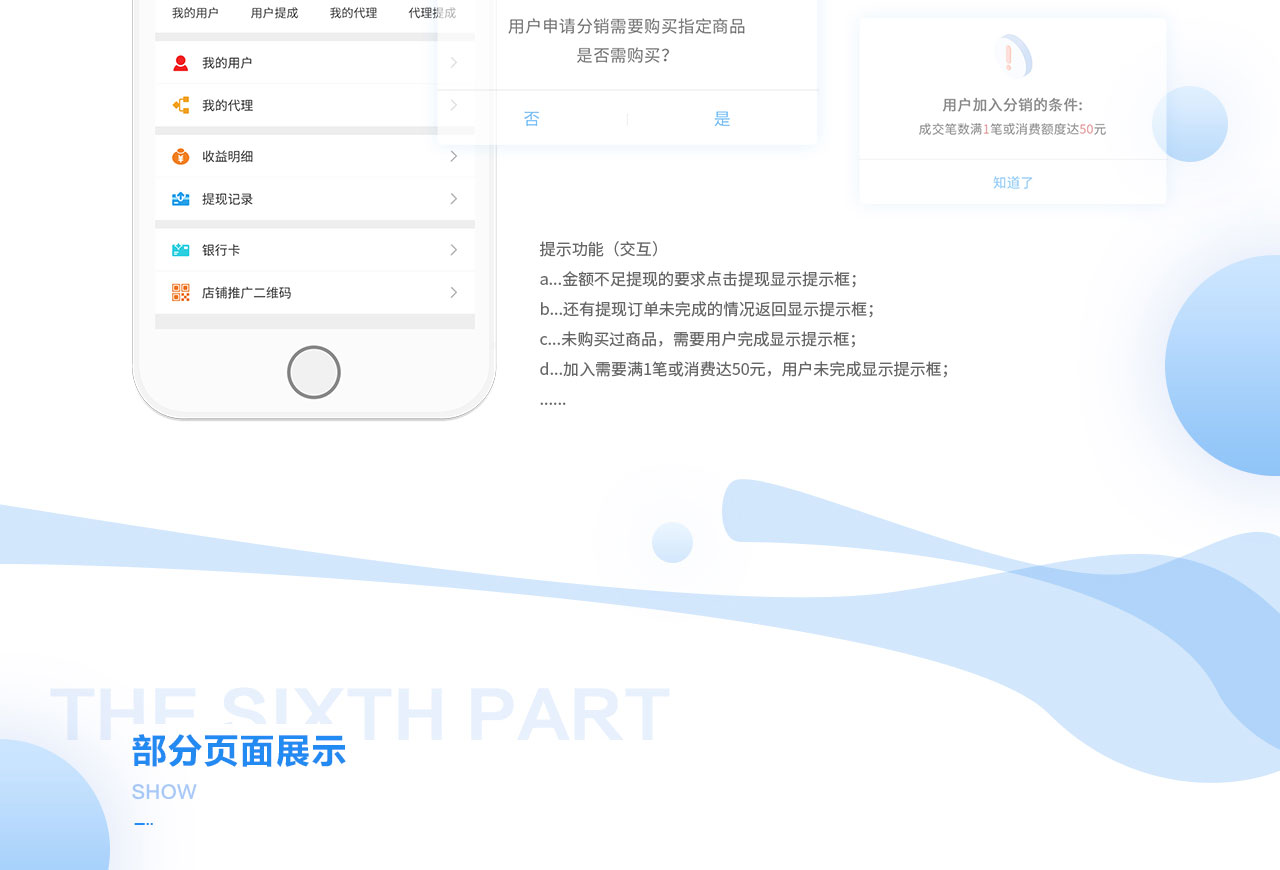 我的用户 用户提成 我的代理 代理提成
我的用户
我的代理
收益明细
提现记录
银行卡
店铺推广二维码
用户申请分销需要购买指定商品
是否需购买？
否 是
用户加入分销的条件:
成交笔数满1笔或消费额度达50元
知道了
提示功能（交互）
a...金额不足提现的要求点击提现显示提示框；
b...还有提现订单未完成的情况返回显示提示框；
c...未购买过商品，需要用户完成显示提示框；
d...加入需要满1笔或消费达50元，用户未完成显示提示框；
......
THE SIXTH PART
部分页面展示
SHOW